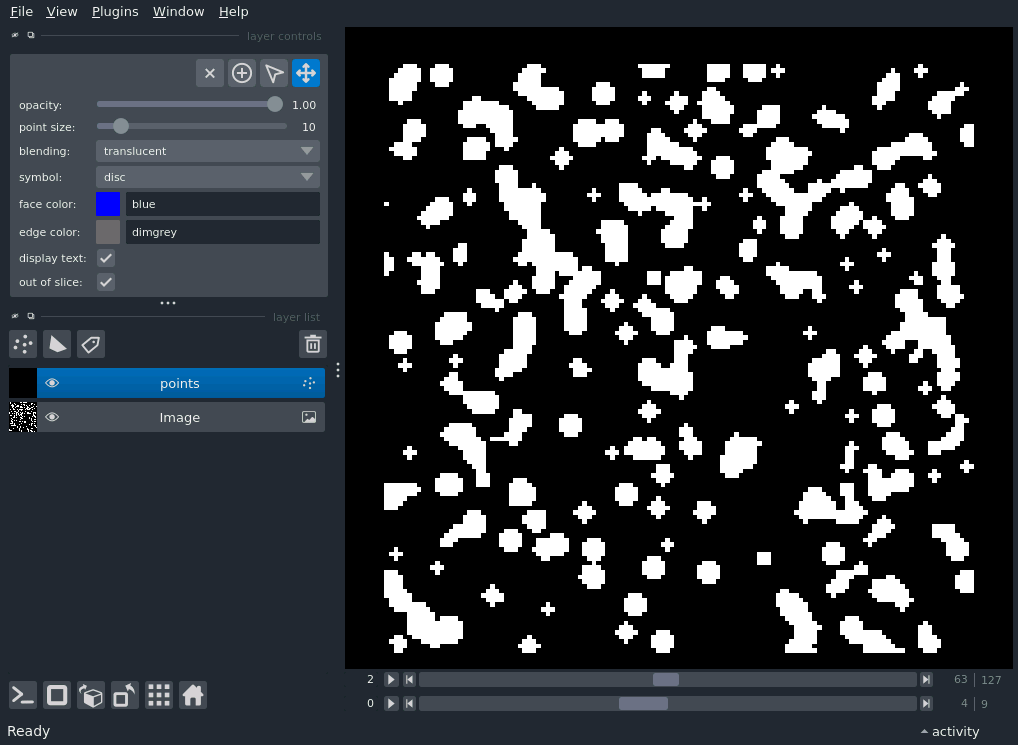 File View Plugins Window Help
layer controls
opacity: 1.00
point size: 10
blending: translucent
symbol: disc
face color: blue
edge color: dimgrey
display text:
out of slice:
layer list
points
Image
2 63 127
0 4 9
Ready activity